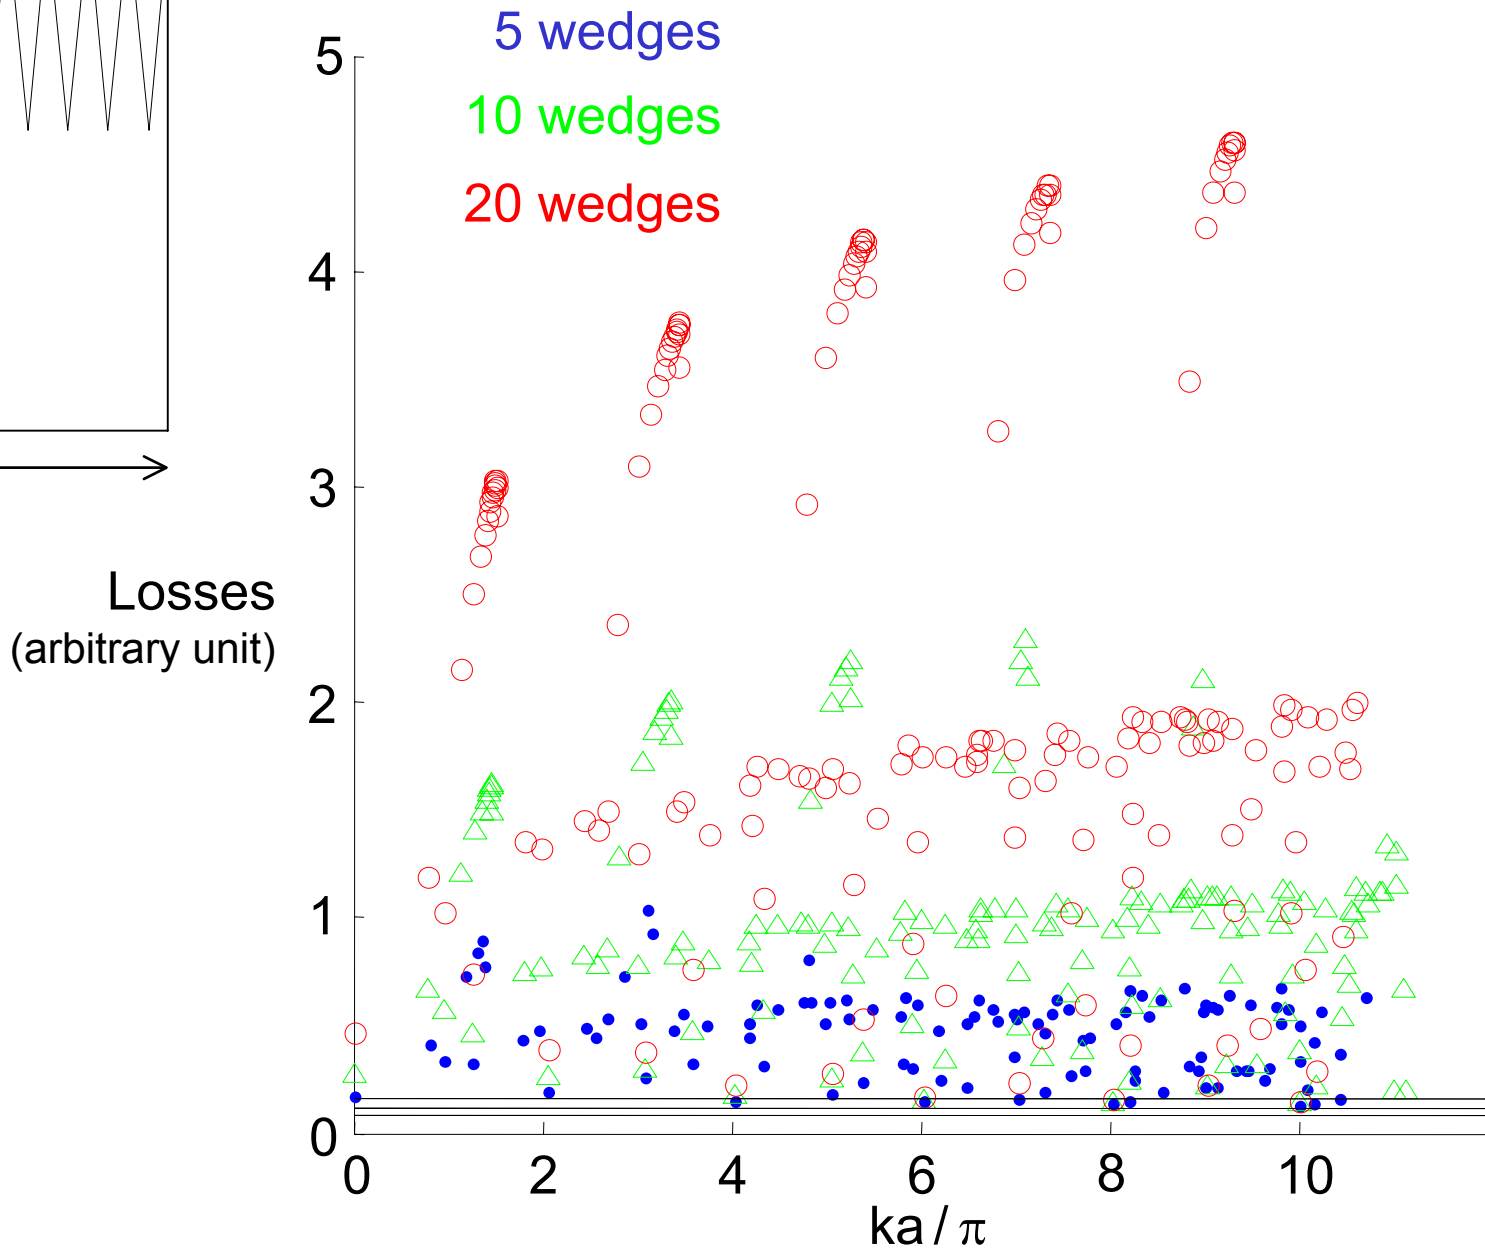 5 wedges
10 wedges
20 wedges
5
4
3
2
1
0
Losses
(arbitrary unit)
0 2 4 6 8 10
ka / π